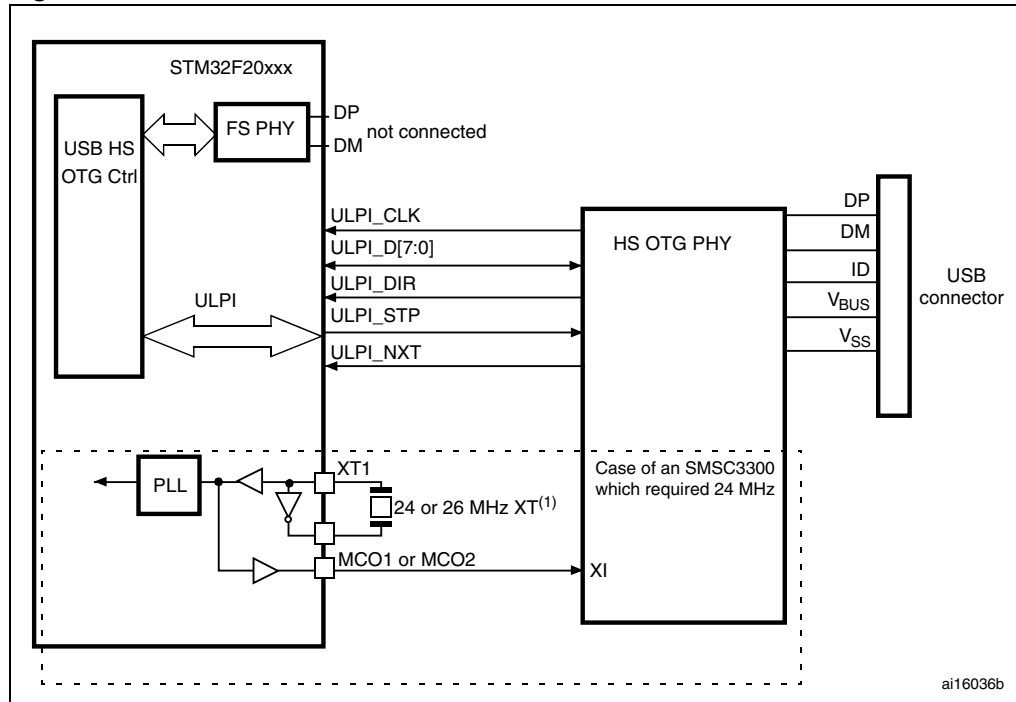 STM32F20xxx
USB HS
OTG Ctrl
FS PHY
DP
DM
not connected
ULPI
ULPI_CLK
ULPI_D[7:0]
ULPI_DIR
ULPI_STP
ULPI_NXT
HS OTG PHY
DP
DM
ID
VBUS
VSS
USB
connector
PLL
XT1
24 or 26 MHz XT(1)
MCO1 or MCO2
Case of an SMSC3300
which required 24 MHz
XI
ai16036b